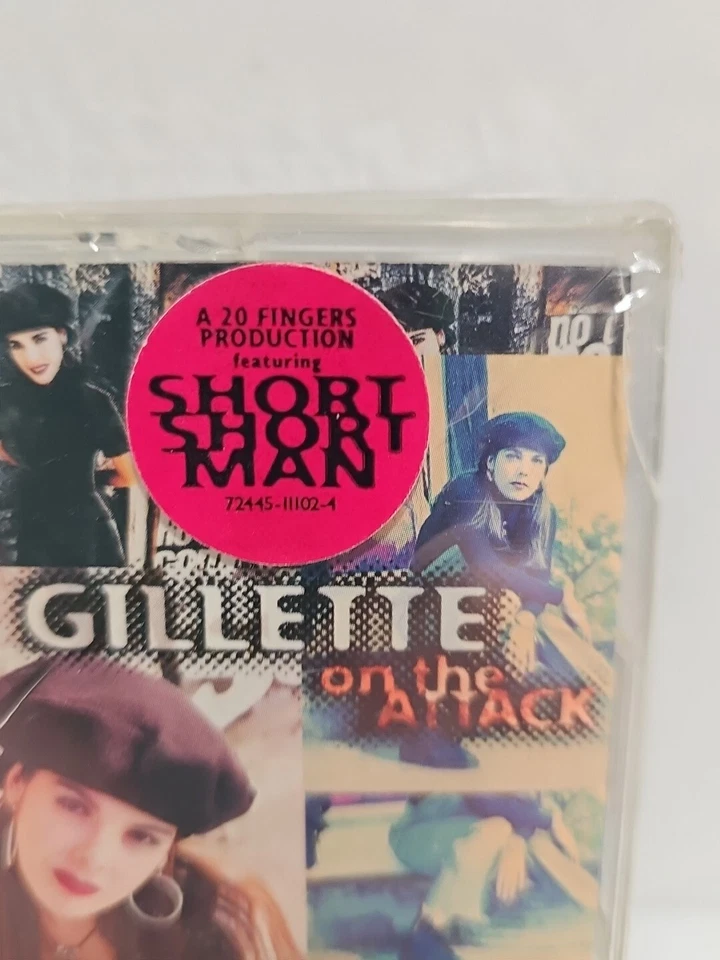 A 20 FINGERS
PRODUCTION
featuring
SHORT
SHORT
MAN
72445-11102-4
GILLETTE
on the
ATTACK